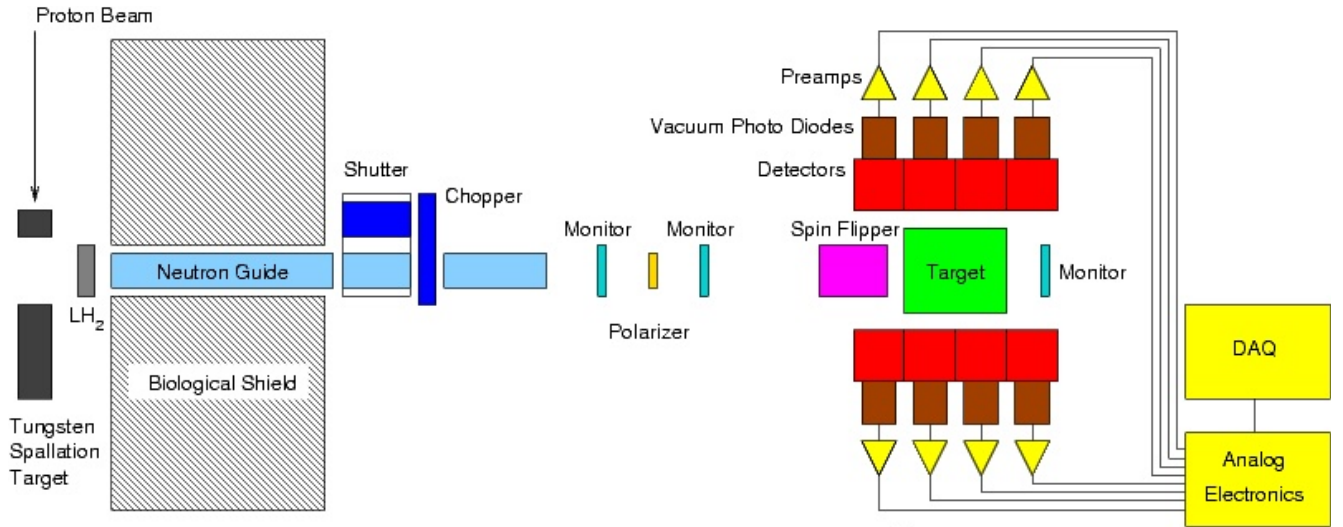 Proton Beam
Preamps
Vacuum Photo Diodes
Shutter
Detectors
Chopper
Monitor
Monitor
Spin Flipper
Neutron Guide
Target
Monitor
LH2
Polarizer
DAQ
Biological Shield
Tungsten
Spallation
Target
Analog
Electronics